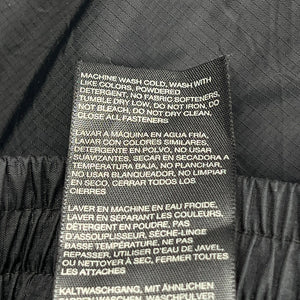 MACHINE WASH COLD, WASH WITH
LIKE COLORS, POWDERED
DETERGENT, NO FABRIC SOFTENERS,
TUMBLE DRY LOW, DO NOT IRON, DO
NOT BLEACH, DO NOT DRY CLEAN,
CLOSE ALL FASTENERS
LAVAR A MÁQUINA EN AGUA FRÍA,
LAVAR CON COLORES SIMILARES,
DETERGENTE EN POLVO, NO USAR
SUAVIZANTES, SECAR EN SECADORA A
TEMPERATURA BAJA, NO PLANCHAR,
NO USAR BLANQUEADOR, NO LIMPIAR
EN SECO, CERRAR TODOS LOS
CIERRES
LAVER EN MACHINE EN EAU FROIDE,
LAVER EN SÉPARANT LES COULEURS,
DÉTERGENT EN POUDRE, PAS
D'ASSOUPLISSEUR, SÈCHE-LINGE
BASSE TEMPÉRATURE, NE PAS
REPASSER, UTILISER D'EAU DE JAVEL,
OU NETTOYER À SEC, FERMER TOUTES
LES ATTACHES
KALTWASCHGANG, MIT ÄHNLICHEN
FARBEN WASCHEN, WASCHPULVER